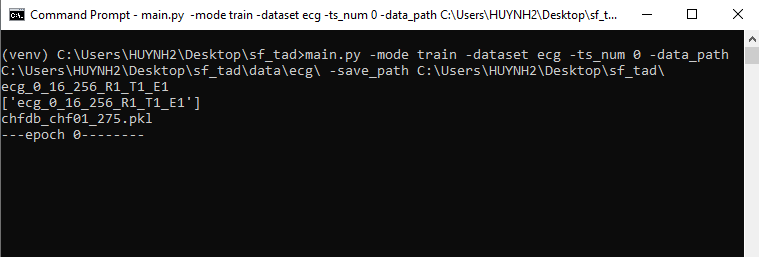 Command Prompt - main.py -mode train -dataset ecg -ts_num 0 -data_path C:\Users\HUYNH2\Desktop\sf_t...
(venv) C:\Users\HUYNH2\Desktop\sf_tad>main.py -mode train -dataset ecg -ts_num 0 -data_path
C:\Users\HUYNH2\Desktop\sf_tad\data\ecg\ -save_path C:\Users\HUYNH2\Desktop\sf_tad\
ecg_0_16_256_R1_T1_E1
['ecg_0_16_256_R1_T1_E1']
chfdb_chf01_275.pkl
---epoch 0--------